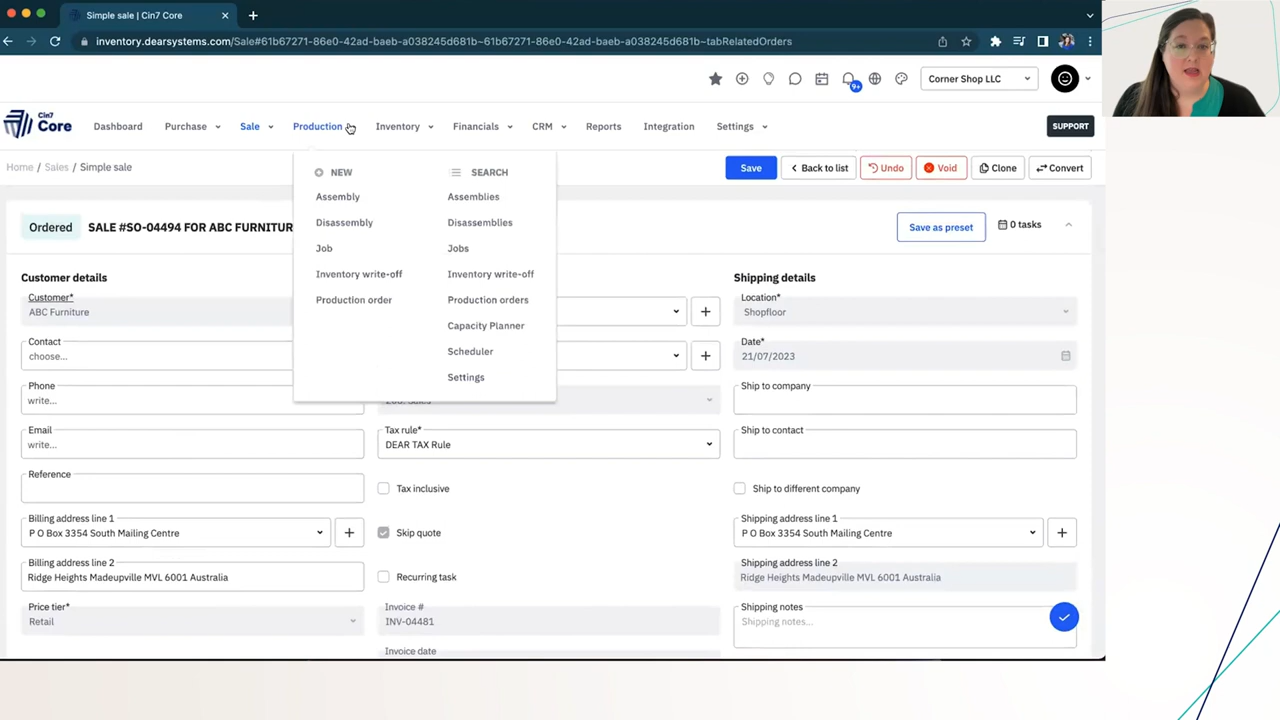 Simple sale | Cin7 Core
inventory.dearsystems.com/Sale#61b67271-86e0-42ad-baeb-a038245d681b~61b67271-86e0-42ad-baeb-a038245d681b~tabRelatedOrders
9+
Corner Shop LLC
Cin7
Core
Dashboard
Purchase
Sale
Production
Inventory
Financials
CRM
Reports
Integration
Settings
SUPPORT
Home / Sales / Simple sale
Save
Back to list
Undo
Void
Clone
Convert
NEW
Assembly
Disassembly
Job
Inventory write-off
Production order
SEARCH
Assemblies
Disassemblies
Jobs
Inventory write-off
Production orders
Capacity Planner
Scheduler
Settings
Ordered
SALE #SO-04494 FOR ABC FURNITUR
Save as preset
0 tasks
Customer details
Customer*
ABC Furniture
Contact
choose...
Phone
write...
Email
write...
Reference
Billing address line 1
P O Box 3354 South Mailing Centre
Billing address line 2
Ridge Heights Madeupville MVL 6001 Australia
Price tier*
Retail
Tax rule*
DEAR TAX Rule
Tax inclusive
Skip quote
Recurring task
Invoice #
INV-04481
Invoice date
Shipping details
Location*
Shopfloor
Date*
21/07/2023
Ship to company
Ship to contact
Ship to different company
Shipping address line 1
P O Box 3354 South Mailing Centre
Shipping address line 2
Ridge Heights Madeupville MVL 6001 Australia
Shipping notes
Shipping notes...